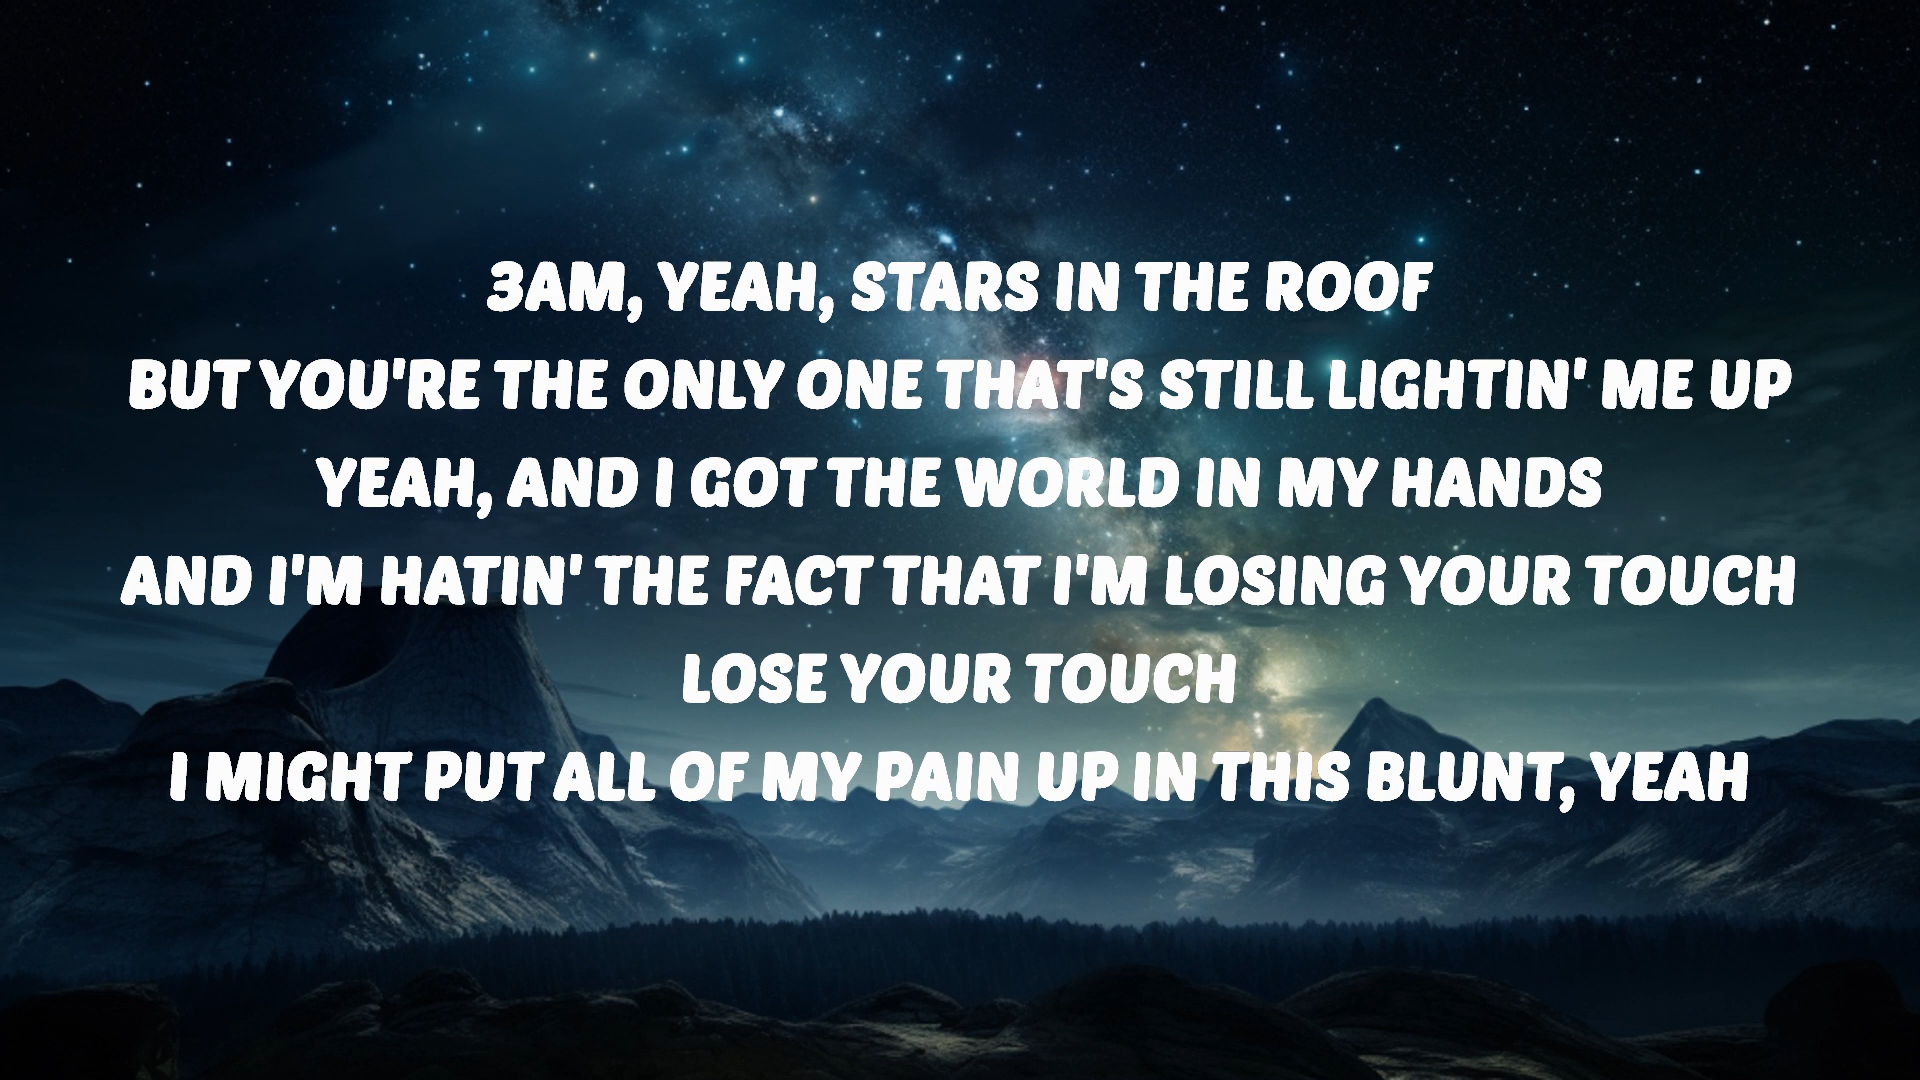 3AM, YEAH, STARS IN THE ROOF
BUT YOU'RE THE ONLY ONE THAT'S STILL LIGHTIN' ME UP
YEAH, AND I GOT THE WORLD IN MY HANDS
AND I'M HATIN' THE FACT THAT I'M LOSING YOUR TOUCH
LOSE YOUR TOUCH
I MIGHT PUT ALL OF MY PAIN UP IN THIS BLUNT, YEAH